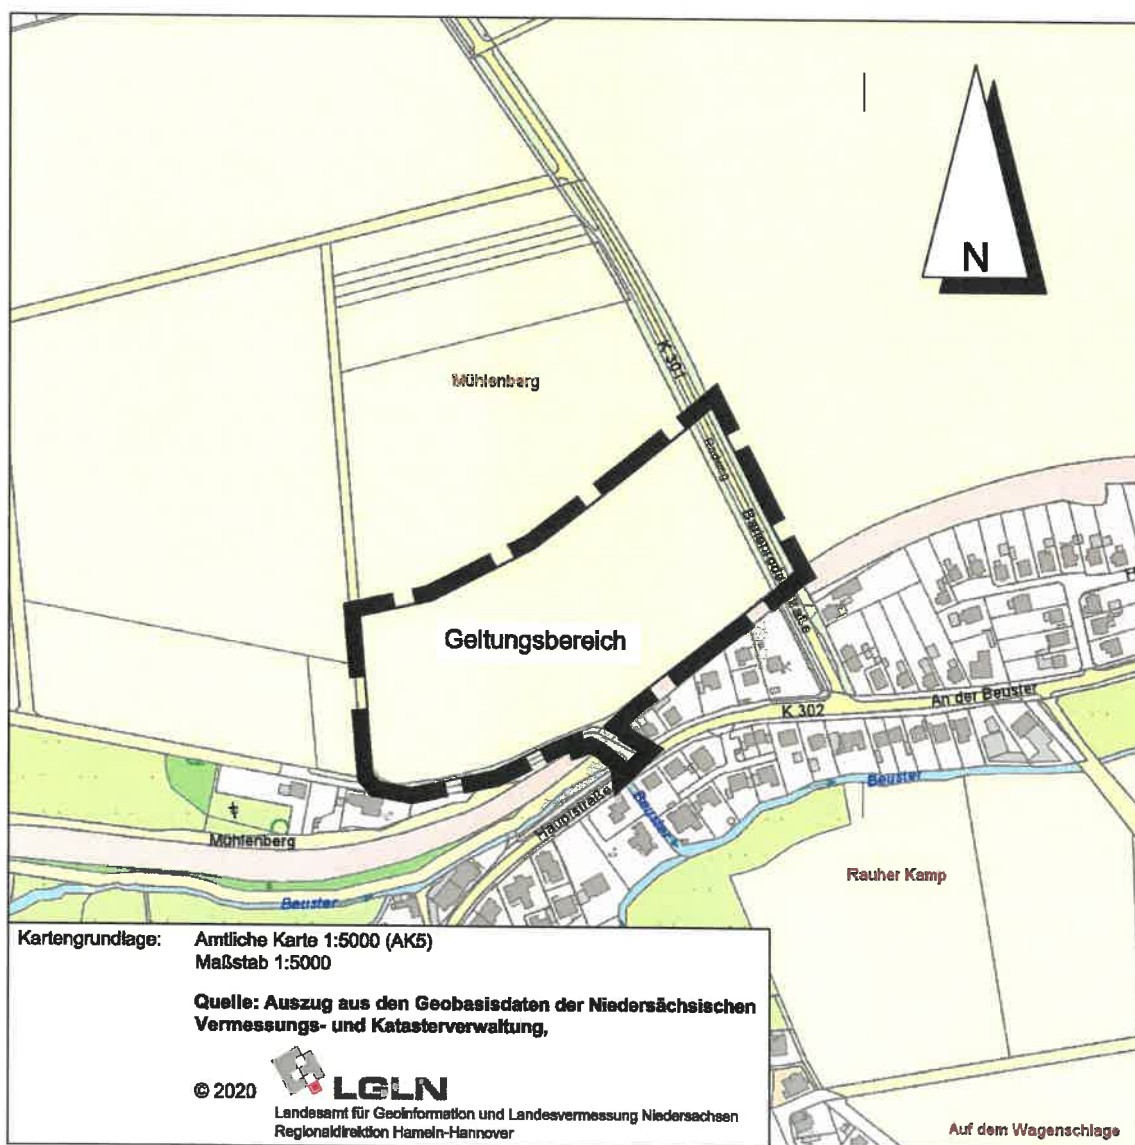 N
K 301
Mühlenberg
Radweg
Geltungsbereich
An der Beuster
K 302
Beuster
Hauptstraße
Beuster
Mühlenberg
Rauher Kamp
Beuster
Kartengrundlage: Amtliche Karte 1:5000 (AK5)
Maßstab 1:5000
Quelle: Auszug aus den Geobasisdaten der Niedersächsischen
Vermessungs- und Katasterverwaltung,
© 2020 LGLN
Landesamt für Geoinformation und Landesvermessung Niedersachsen
Regionaldirektion Hameln-Hannover
Auf dem Wagenschlage